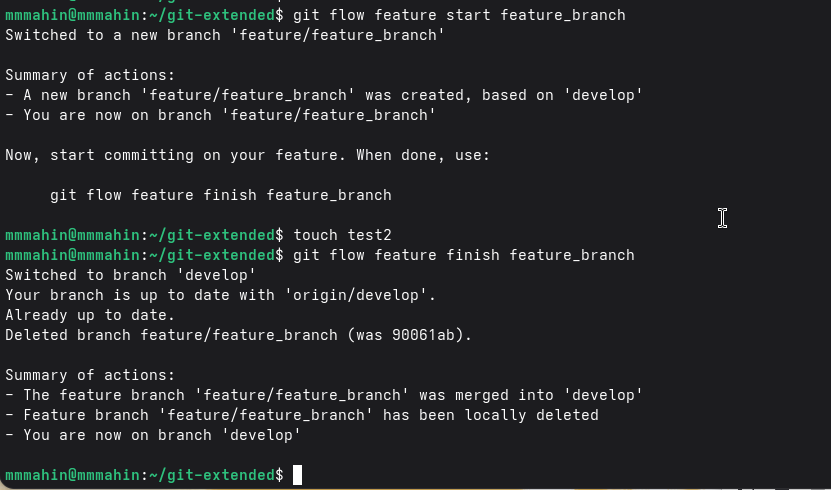 mmmahin@mmmahin:~/git-extended$ git flow feature start feature_branch
Switched to a new branch 'feature/feature_branch'
Summary of actions:
- A new branch 'feature/feature_branch' was created, based on 'develop'
- You are now on branch 'feature/feature_branch'
Now, start committing on your feature. When done, use:
git flow feature finish feature_branch
mmmahin@mmmahin:~/git-extended$ touch test2
mmmahin@mmmahin:~/git-extended$ git flow feature finish feature_branch
Switched to branch 'develop'
Your branch is up to date with 'origin/develop'.
Already up to date.
Deleted branch feature/feature_branch (was 90061ab).
Summary of actions:
- The feature branch 'feature/feature_branch' was merged into 'develop'
- Feature branch 'feature/feature_branch' has been locally deleted
- You are now on branch 'develop'
mmmahin@mmmahin:~/git-extended$